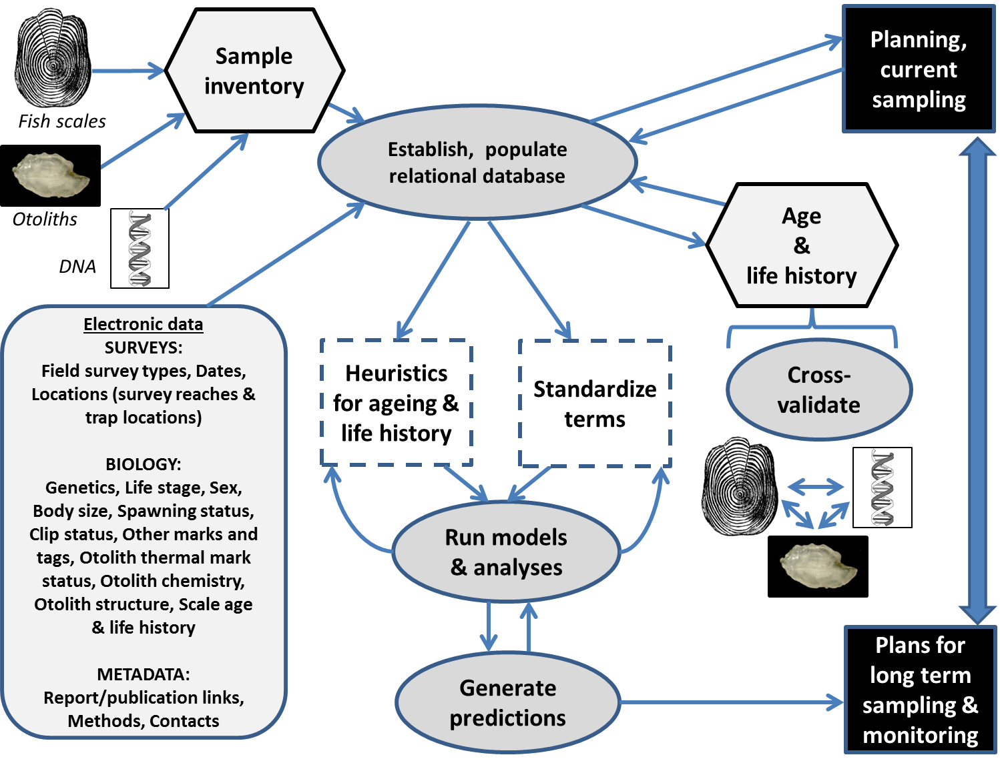 Sample
inventory
Fish scales
Otoliths
DNA
Planning,
current
sampling
Establish, populate
relational database
Age
&
life history
Electronic data
SURVEYS:
Field survey types, Dates,
Locations (survey reaches &
trap locations)
BIOLOGY:
Genetics, Life stage, Sex,
Body size, Spawning status,
Clip status, Other marks and
tags, Otolith thermal mark
status, Otolith chemistry,
Otolith structure, Scale age
& life history
METADATA:
Report/publication links,
Methods, Contacts
Heuristics
for ageing &
life history
Standardize
terms
Cross-
validate
Run models
& analyses
Generate
predictions
Plans for
long term
sampling &
monitoring